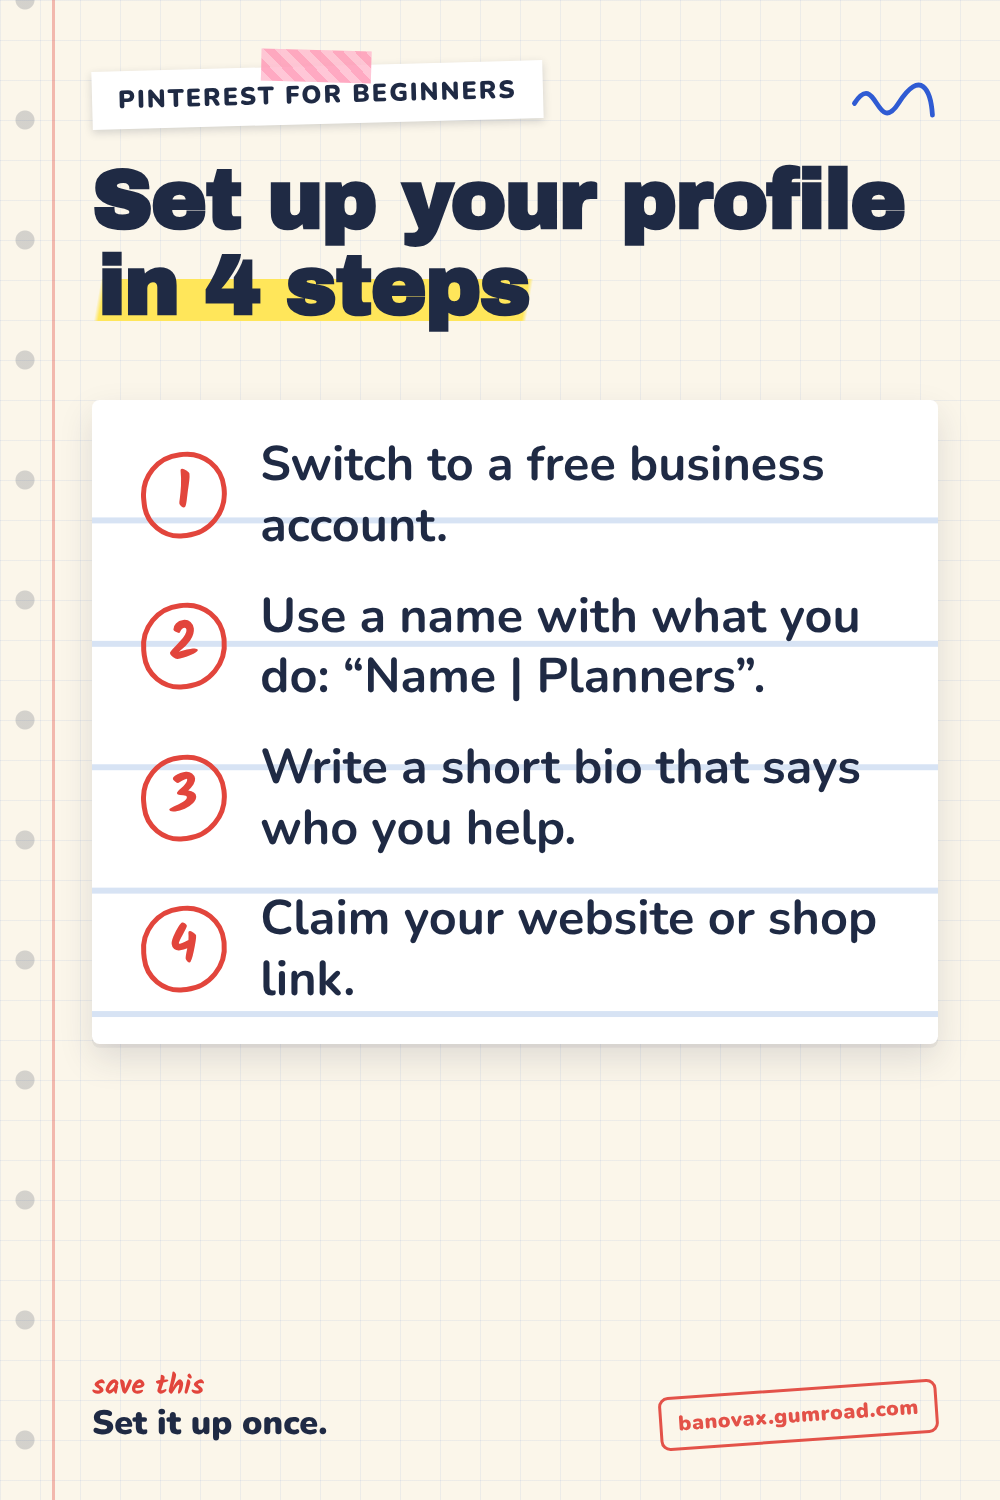 PINTEREST FOR BEGINNERS
Set up your profile
in 4 steps
1 Switch to a free business
account.
2 Use a name with what you
do: “Name | Planners”.
3 Write a short bio that says
who you help.
4 Claim your website or shop
link.
save this
Set it up once.
banovax.gumroad.com